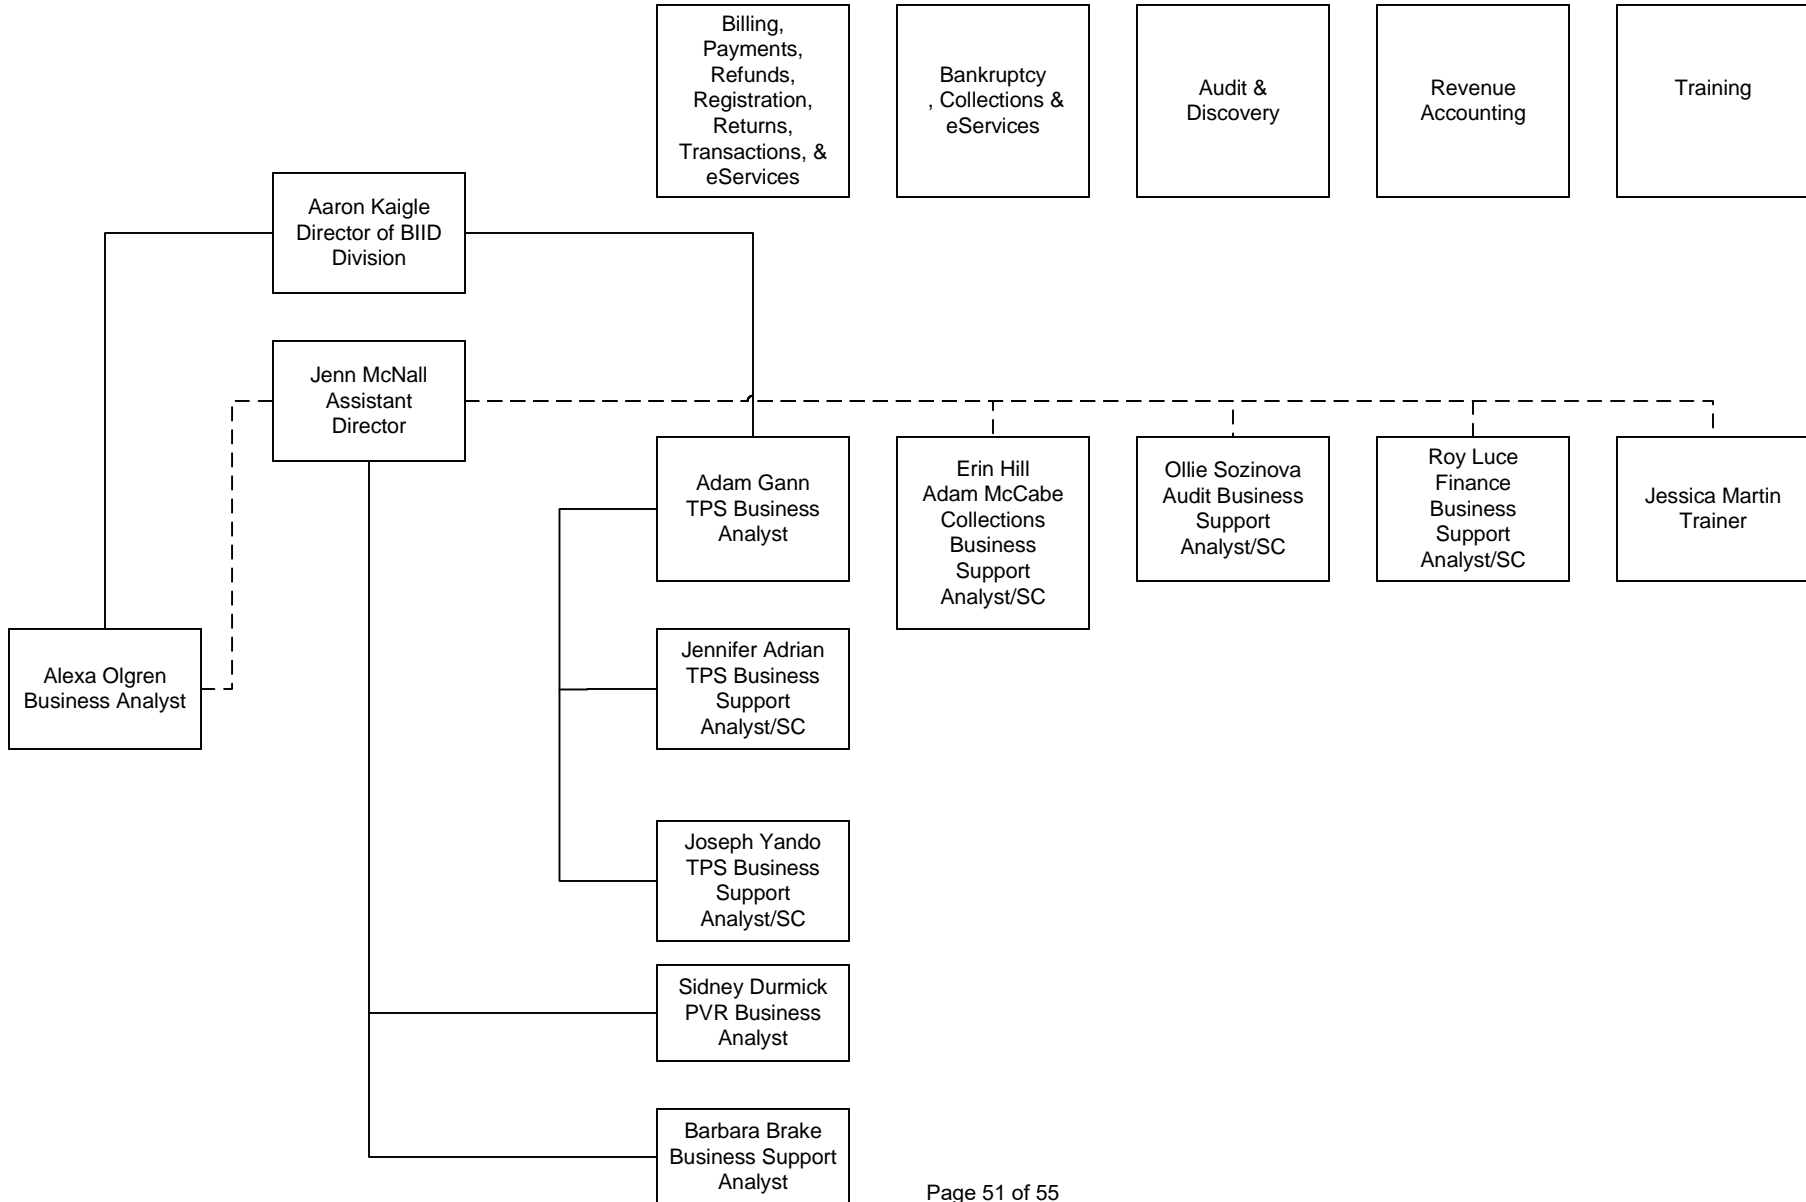 Billing,
Payments,
Refunds,
Registration,
Returns,
Transactions, &
eServices
Bankruptcy
, Collections &
eServices
Audit &
Discovery
Revenue
Accounting
Training
Aaron Kaigle
Director of BIID
Division
Jenn McNall
Assistant
Director
Adam Gann
TPS Business
Analyst
Erin Hill
Adam McCabe
Collections
Business
Support
Analyst/SC
Ollie Sozinova
Audit Business
Support
Analyst/SC
Roy Luce
Finance
Business
Support
Analyst/SC
Jessica Martin
Trainer
Alexa Olgren
Business Analyst
Jennifer Adrian
TPS Business
Support
Analyst/SC
Joseph Yando
TPS Business
Support
Analyst/SC
Sidney Durmick
PVR Business
Analyst
Barbara Brake
Business Support
Analyst
Page 51 of 55